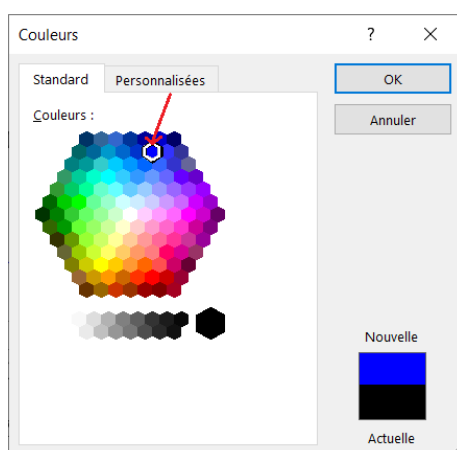 Couleurs ?
Standard Personnalisées OK
Couleurs : Annuler
Nouvelle
Actuelle